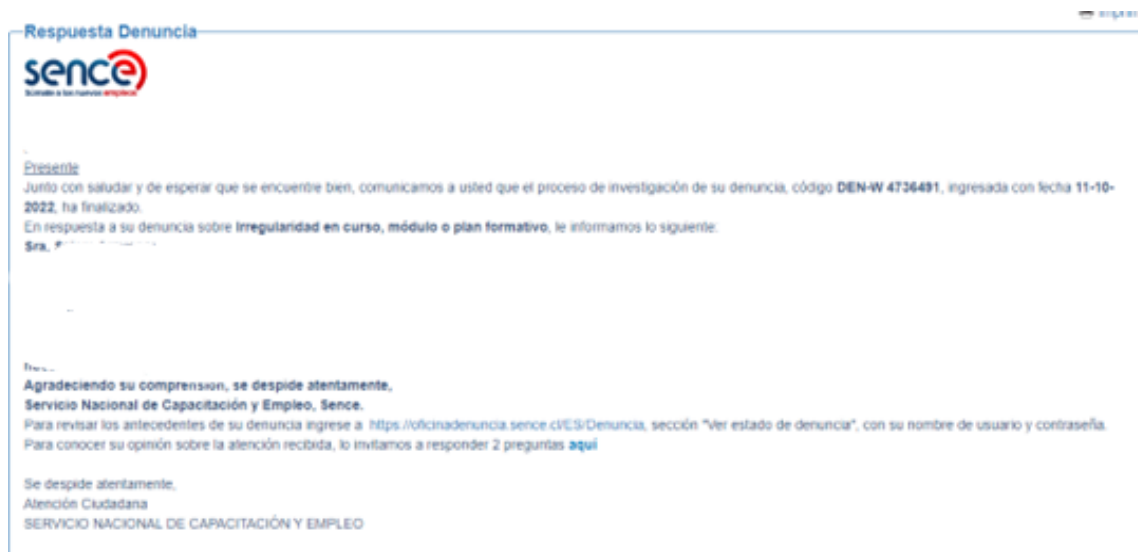 Respuesta Denuncia
sence
Súmate a los nuevos empleos
Presente
Junto con saludar y de esperar que se encuentre bien, comunicamos a usted que el proceso de investigación de su denuncia, código DEN-W 4736491, ingresada con fecha 11-10-
2022, ha finalizado.
En respuesta a su denuncia sobre Irregularidad en curso, módulo o plan formativo, le informamos lo siguiente:
Sra.
Agradeciendo su comprensión, se despide atentamente,
Servicio Nacional de Capacitación y Empleo, Sence.
Para revisar los antecedentes de su denuncia ingrese a https://oficinadenuncia.sence.cl/ES/Denuncia, sección "Ver estado de denuncia", con su nombre de usuario y contraseña.
Para conocer su opinión sobre la atención recibida, lo invitamos a responder 2 preguntas aquí
Se despide atentamente,
Atención Ciudadana
SERVICIO NACIONAL DE CAPACITACIÓN Y EMPLEO